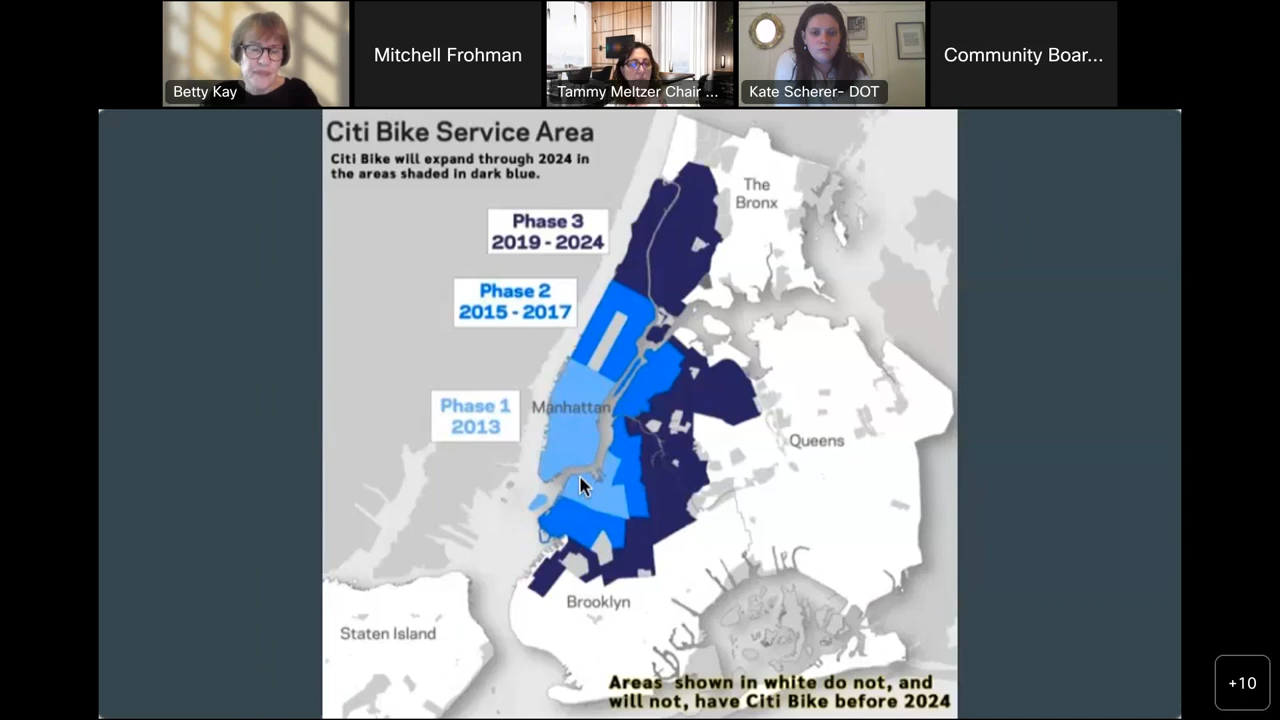 Betty Kay
Mitchell Frohman
Tammy Meltzer Chair ...
Kate Scherer- DOT
Community Boar...
Citi Bike Service Area
Citi Bike will expand through 2024 in
the areas shaded in dark blue.
The
Bronx
Phase 3
2019 - 2024
Phase 2
2015 - 2017
Phase 1
2013
Manhattan
Queens
Brooklyn
Staten Island
Areas shown in white do not, and
will not, have Citi Bike before 2024
+10